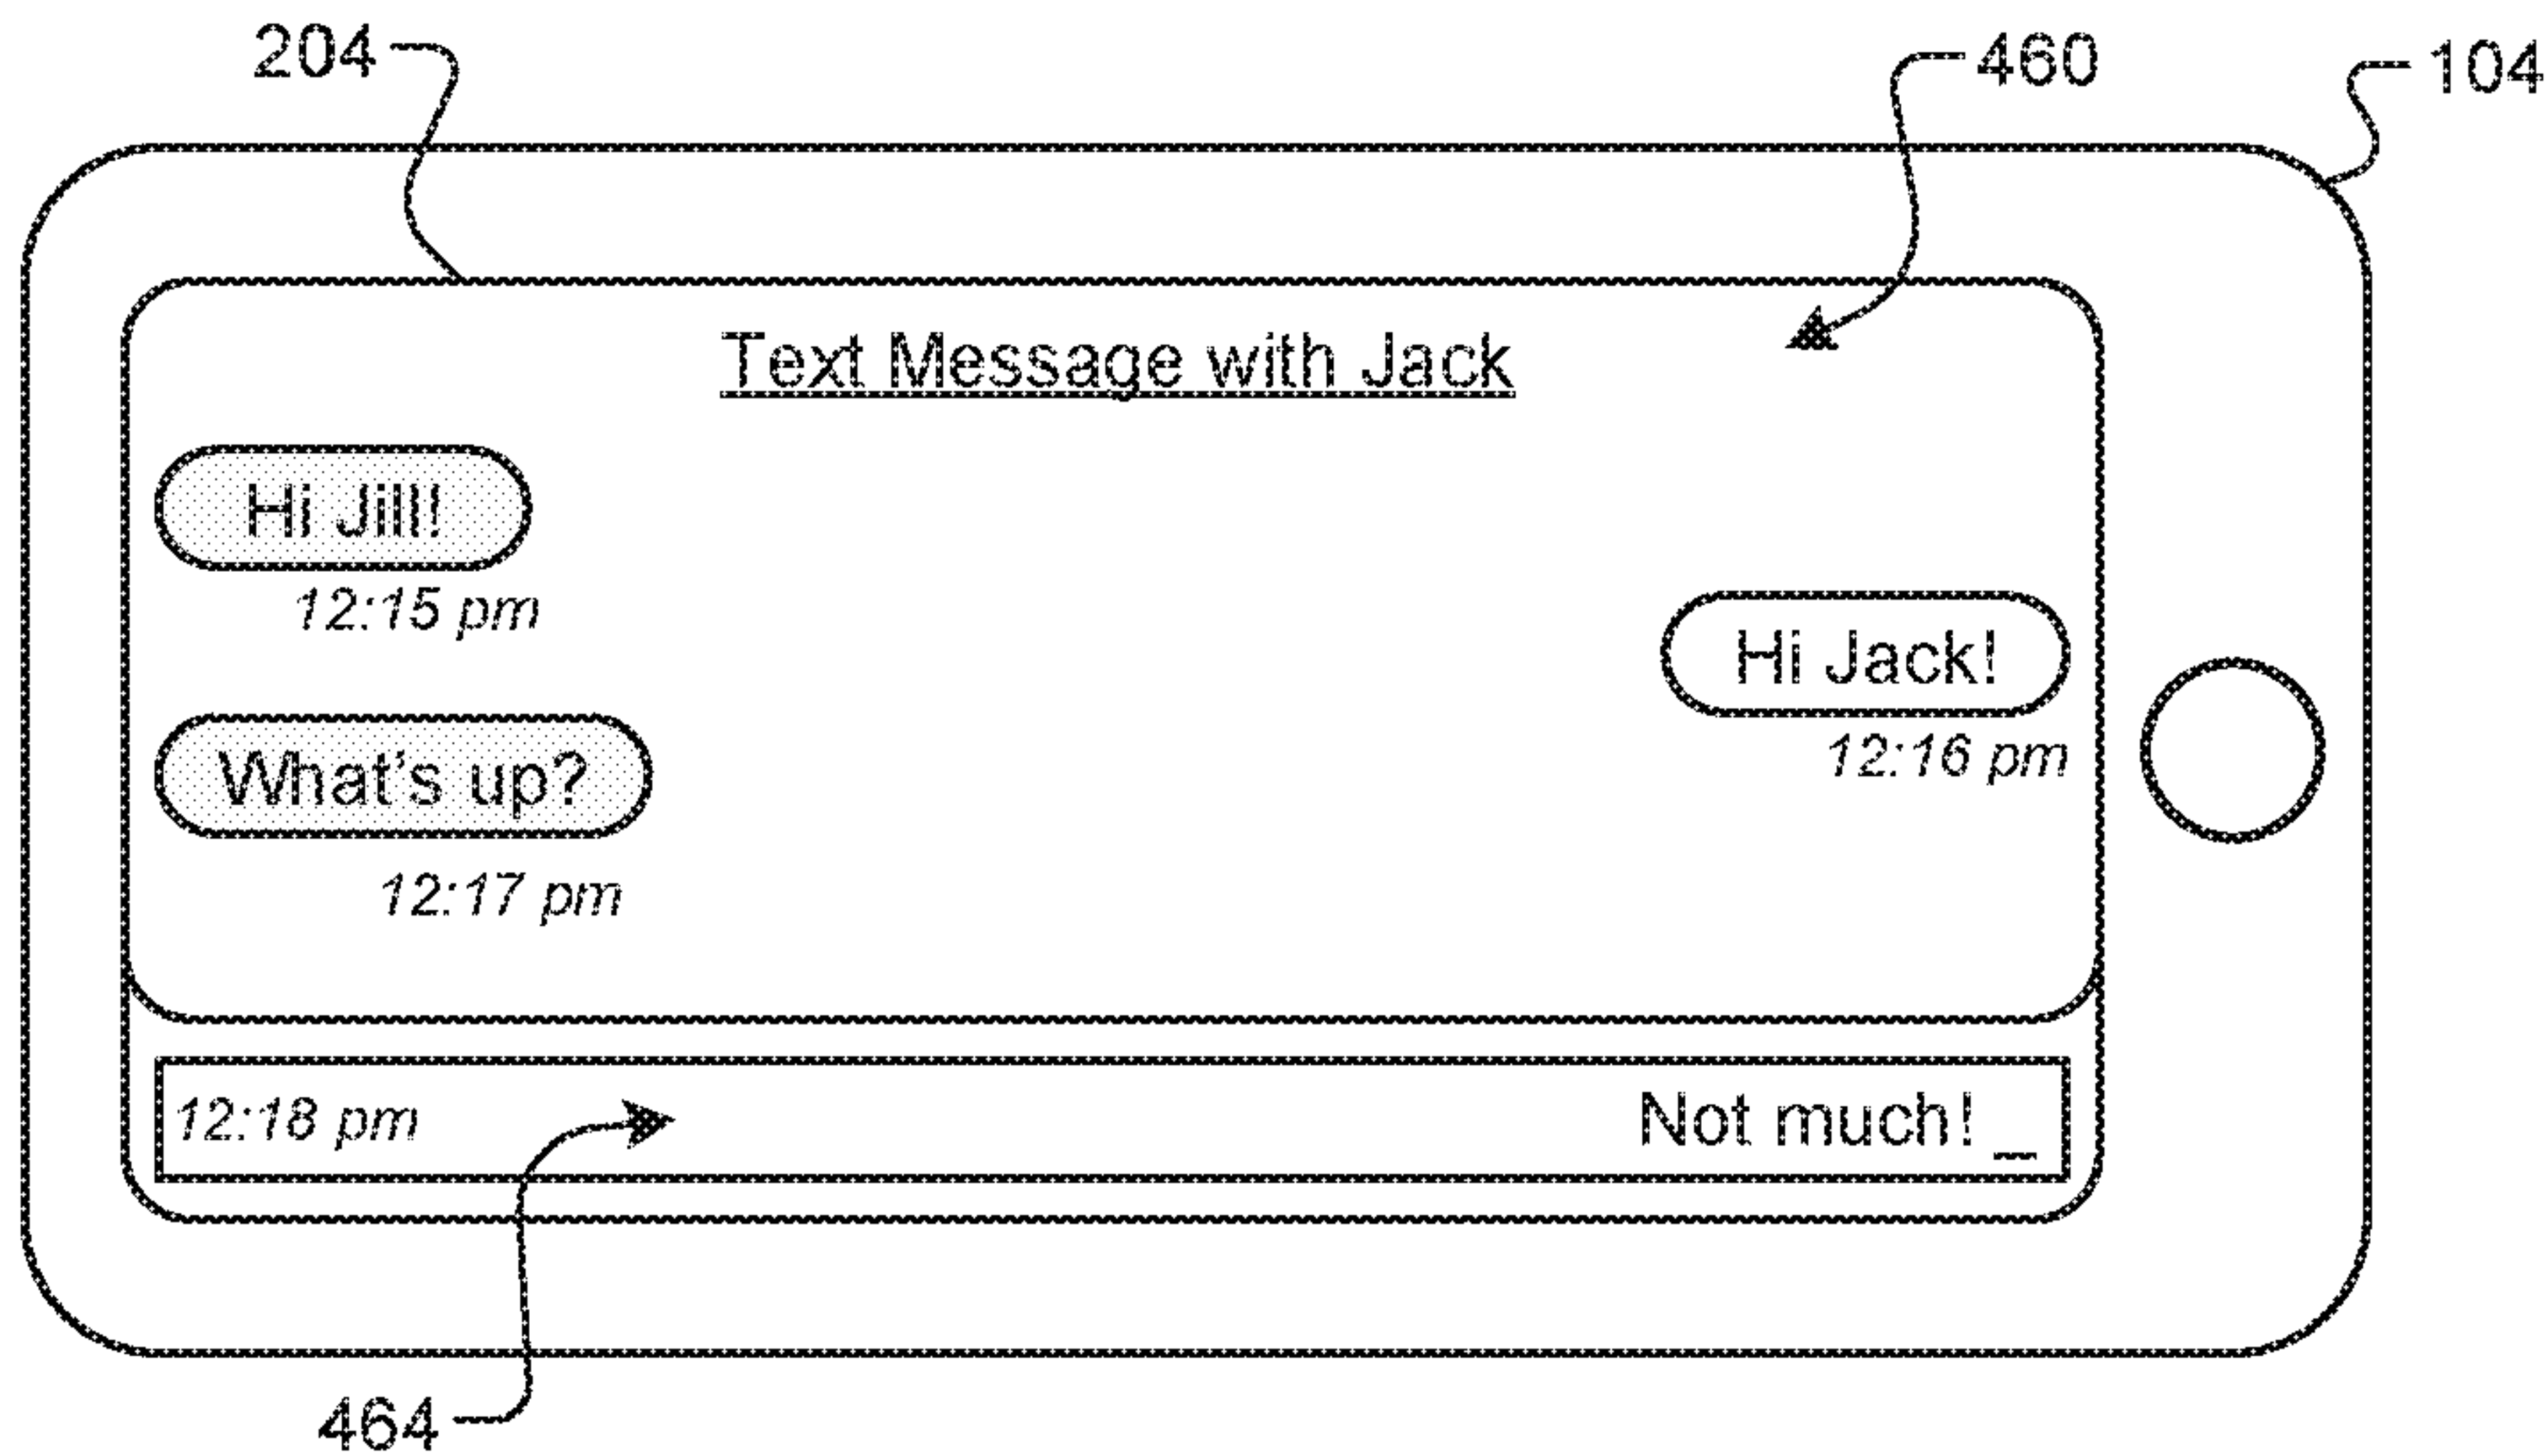 204
460
104
Text Message with Jack
Hi Jill!
12:15 pm
Hi Jack!
12:16 pm
What's up?
12:17 pm
12:18 pm Not much! _
464